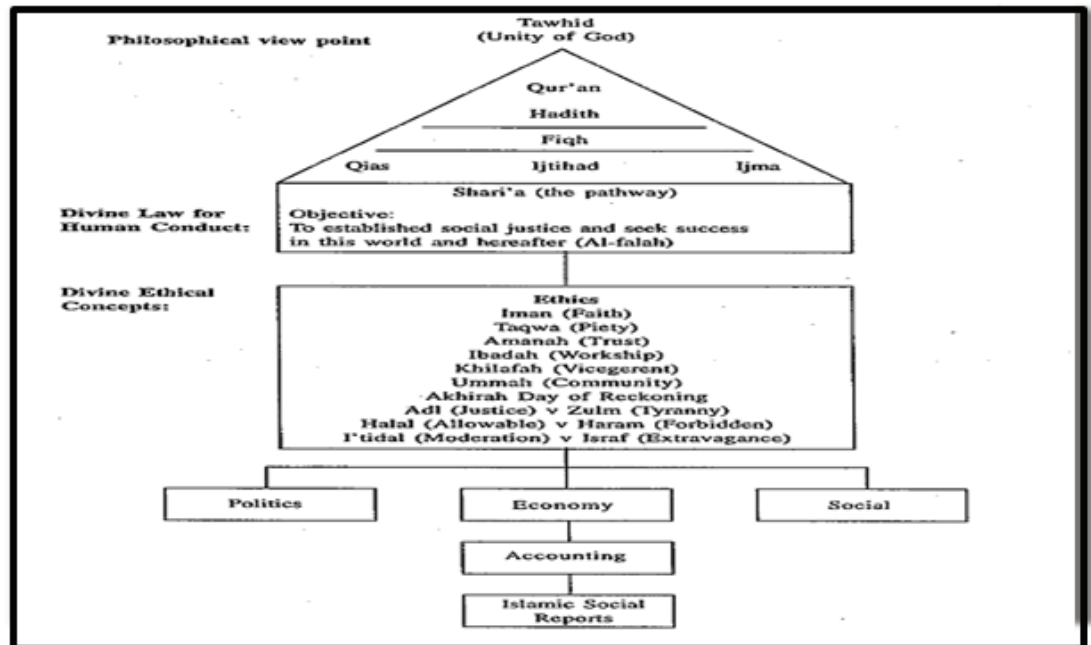 Tawhid
Philosophical view point
(Unity of God)
Qur'an
Hadith
Fiqh
Qias Ijtihad Ijma
Shari'a (the pathway)
Divine Law for
Human Conduct:
Objective:
To established social justice and seek success
in this world and hereafter (Al-falah)
Divine Ethical
Concepts:
Ethics
Iman (Faith)
Taqwa (Piety)
Amanah (Trust)
Ibadah (Workship)
Khilafah (Vicegerent)
Ummah (Community)
Akhirah Day of Reckoning
Adl (Justice) v Zulm (Tyranny)
Halal (Allowable) v Haram (Forbidden)
I'tidal (Moderation) v Israf (Extravagance)
Politics Economy Social
Accounting
Islamic Social
Reports